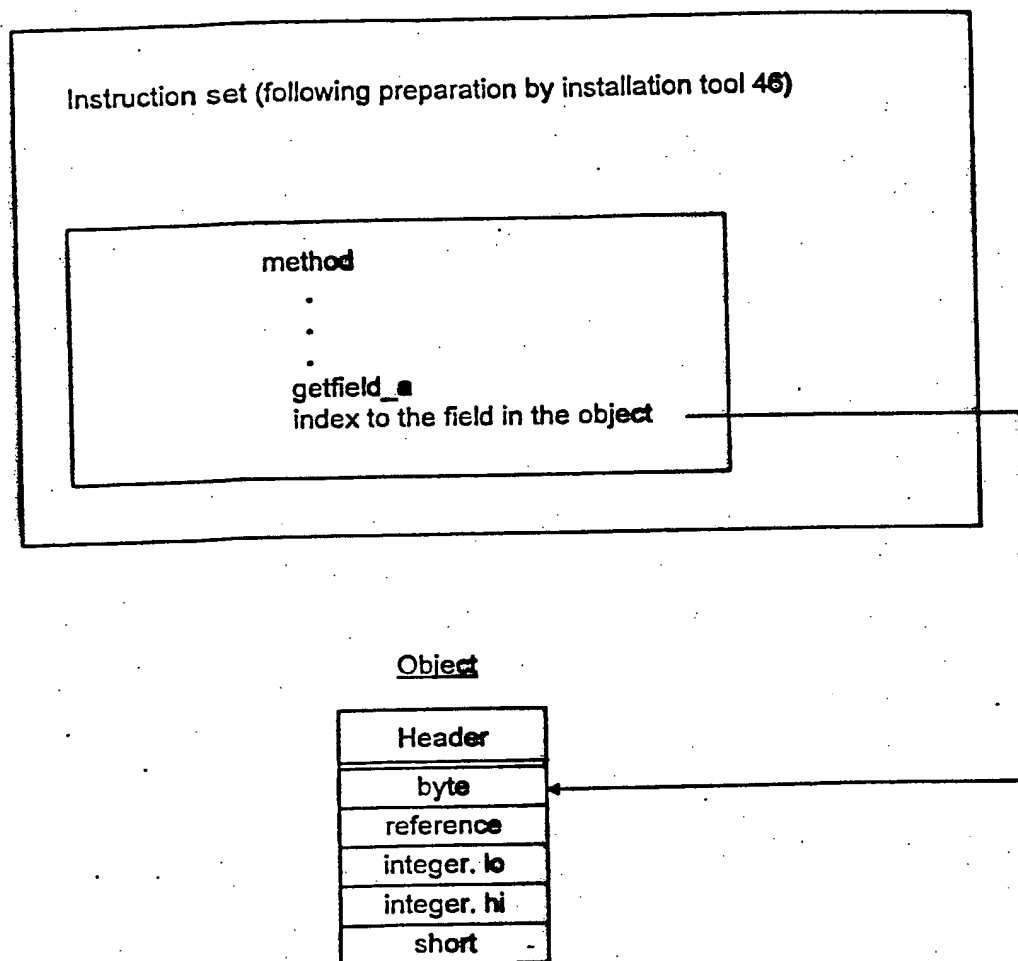 Instruction set (following preparation by installation tool 46)
method
.
.
.
getfield_a
index to the field in the object
Object
Header
byte
reference
integer. lo
integer. hi
short